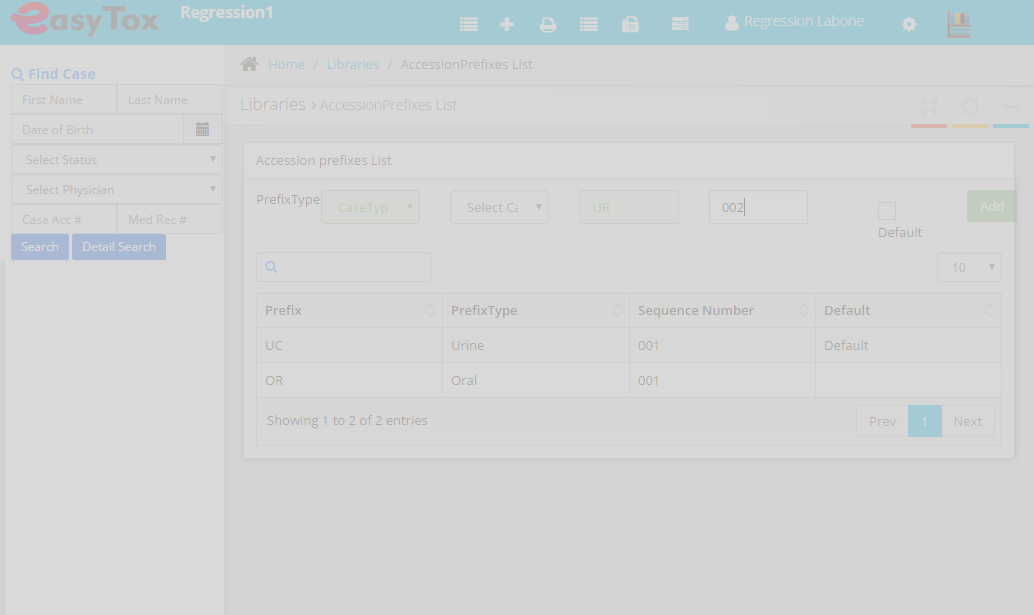 easyTox
Regression1
Regression Labone
Find Case
First Name
Last Name
Date of Birth
Select Status
Select Physician
Case Acc #
Med Rec #
Search
Detail Search
Home / Libraries / AccessionPrefixes List
Libraries > AccessionPrefixes List
Accession prefixes List
PrefixType
CaseTyp
Select Ca
UR
002
Default
Add
10
Prefix PrefixType Sequence Number Default
UC Urine 001 Default
OR Oral 001
Showing 1 to 2 of 2 entries
Prev 1 Next